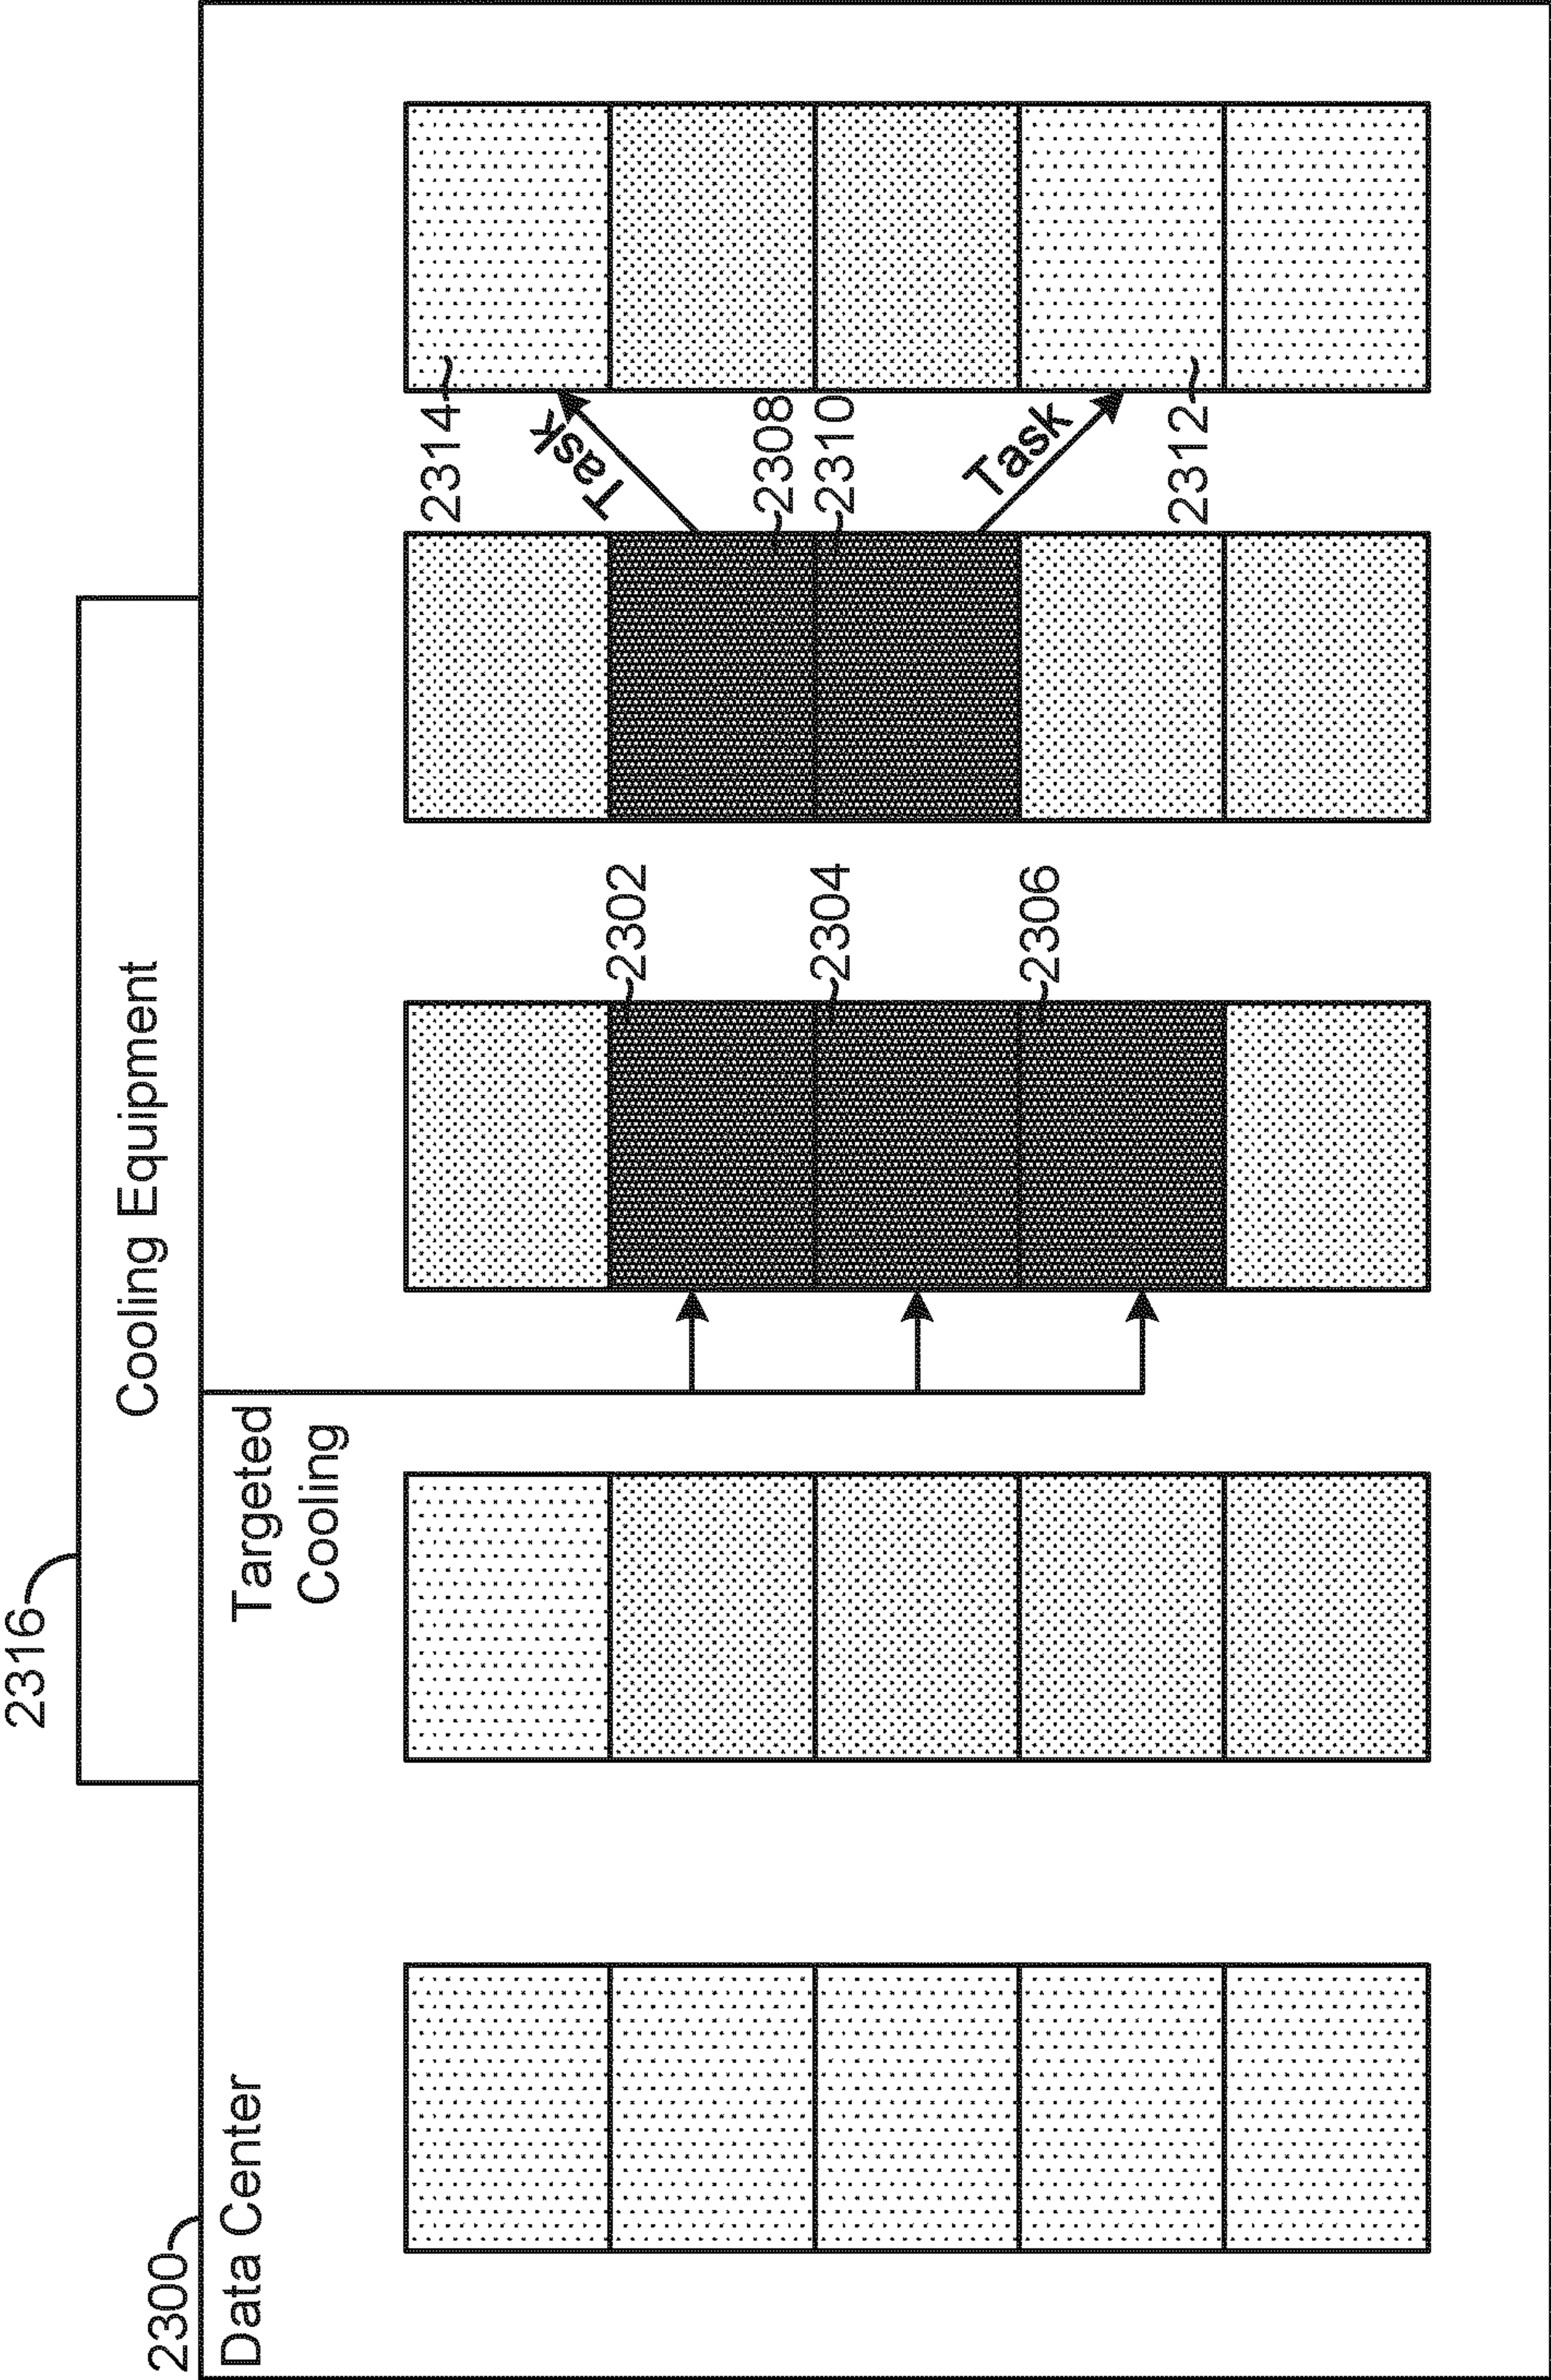 2316
Cooling Equipment
2300
Data Center
Targeted
Cooling
2302
2304
2306
2308
2310
2314
Task
Task
2312